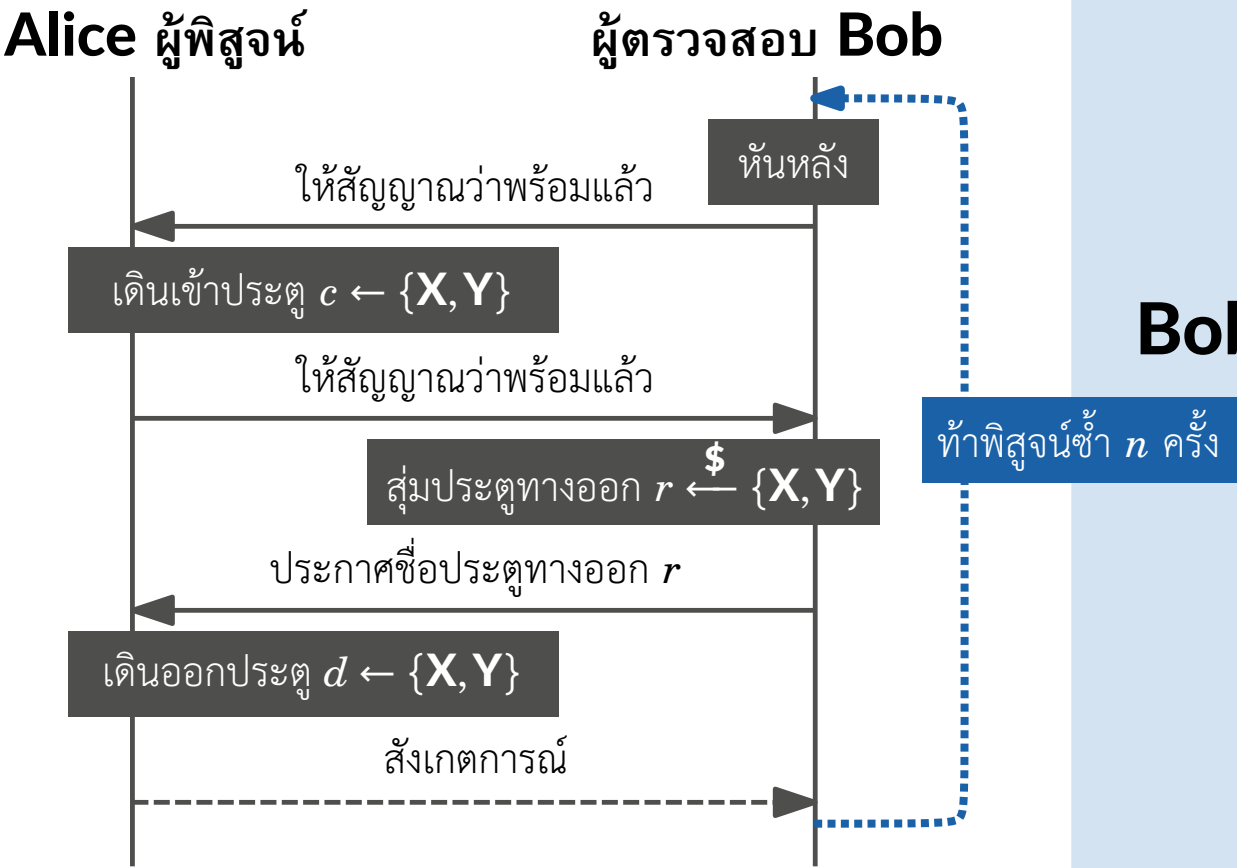 Alice ผู้พิสูจน์
ผู้ตรวจสอบ Bob
หันหลัง
ให้สัญญาณว่าพร้อมแล้ว
เดินเข้าประตู c ← {X, Y}
Bob
ให้สัญญาณว่าพร้อมแล้ว
ท้าพิสูจน์ซ้ำ n ครั้ง
สุ่มประตูทางออก r ←$ {X, Y}
ประกาศชื่อประตูทางออก r
เดินออกประตู d ← {X, Y}
สังเกตการณ์